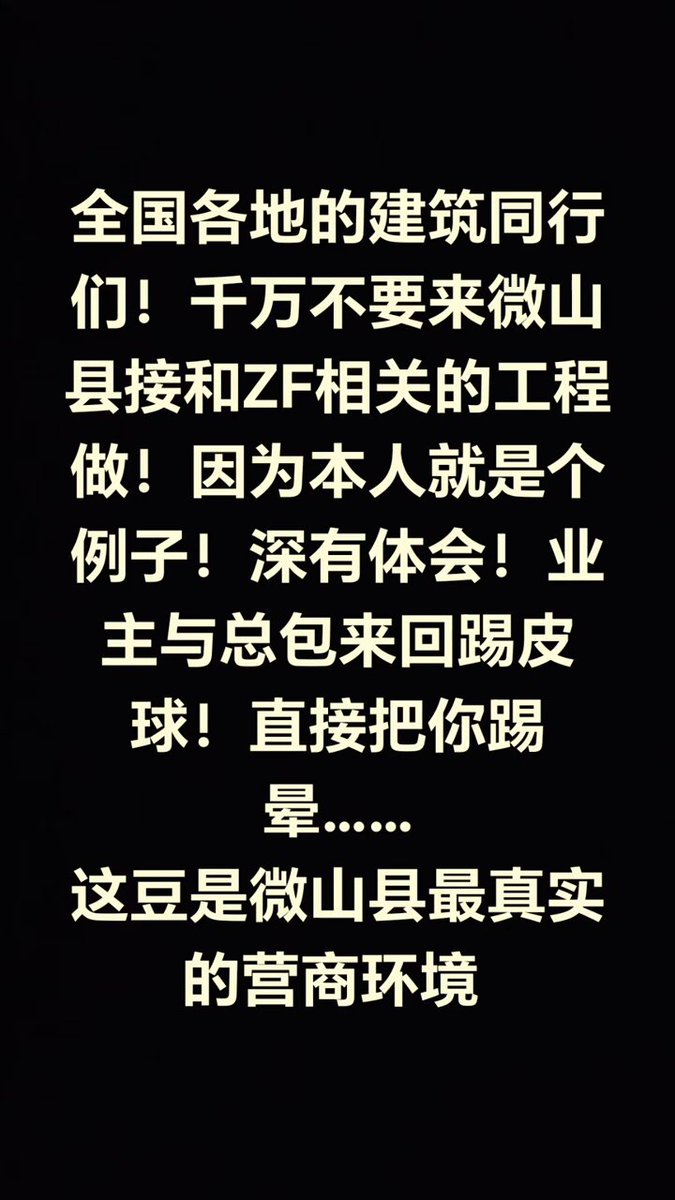 全国各地的建筑同行
们！千万不要来微山
县接和ZF相关的工程
做！因为本人就是个
例子！深有体会！业
主与总包来回踢皮
球！直接把你踢
晕……
这豆是微山县最真实
的营商环境